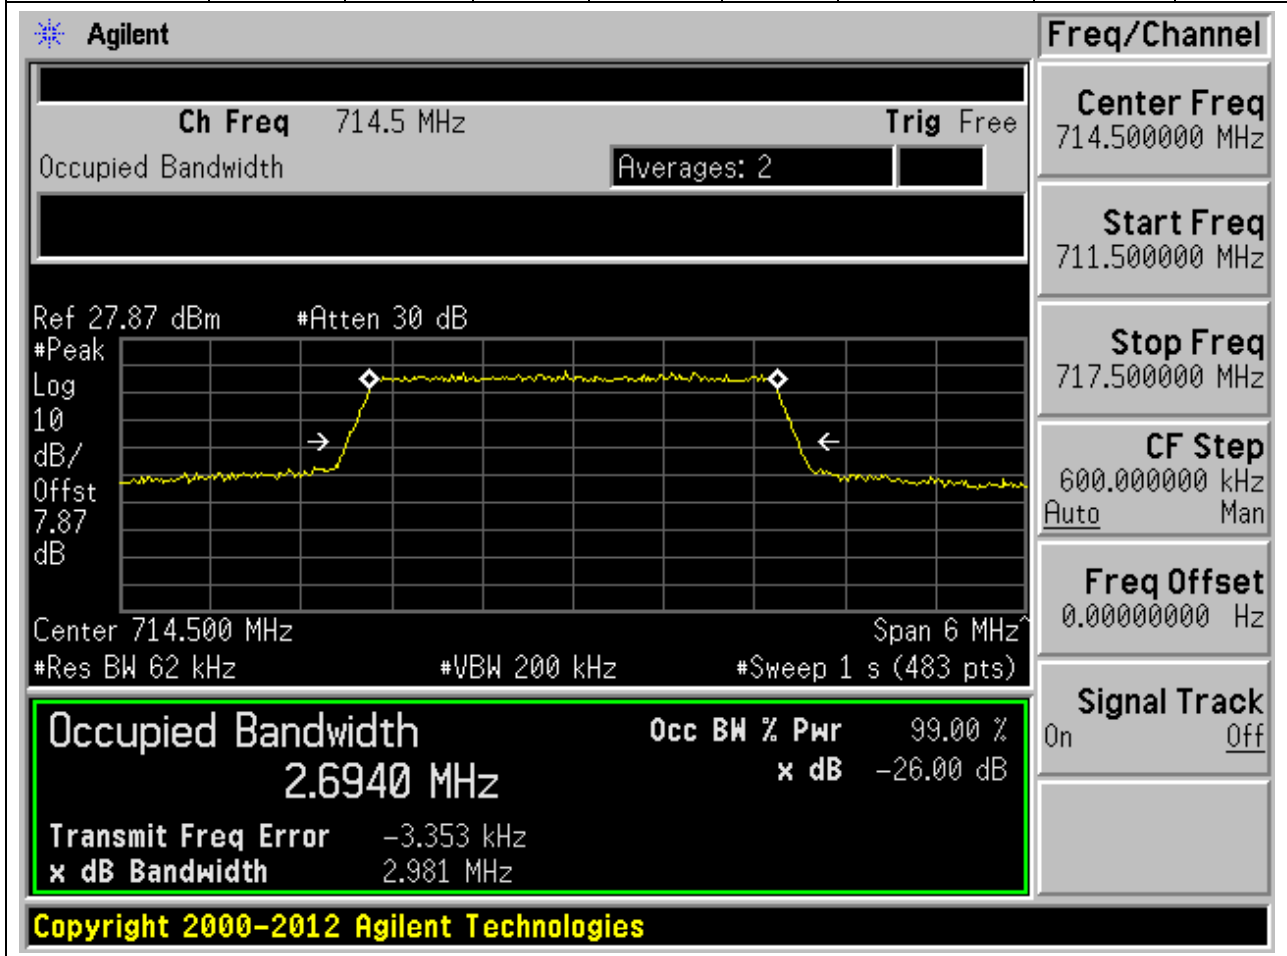 Agilent
Freq/Channel
Ch Freq 714.5 MHz Trig Free
Occupied Bandwidth Averages: 2
Center Freq
714.500000 MHz
Start Freq
711.500000 MHz
Stop Freq
717.500000 MHz
CF Step
600.000000 kHz
Auto Man
Freq Offset
0.00000000 Hz
Signal Track
On Off
Ref 27.87 dBm #Atten 30 dB
#Peak
Log
10
dB/
Offst
7.87
dB
Center 714.500 MHz Span 6 MHz^
#Res BW 62 kHz #VBW 200 kHz #Sweep 1 s (483 pts)
Occupied Bandwidth
2.6940 MHz
Occ BW % Pwr 99.00 %
x dB -26.00 dB
Transmit Freq Error -3.353 kHz
x dB Bandwidth 2.981 MHz
Copyright 2000-2012 Agilent Technologies